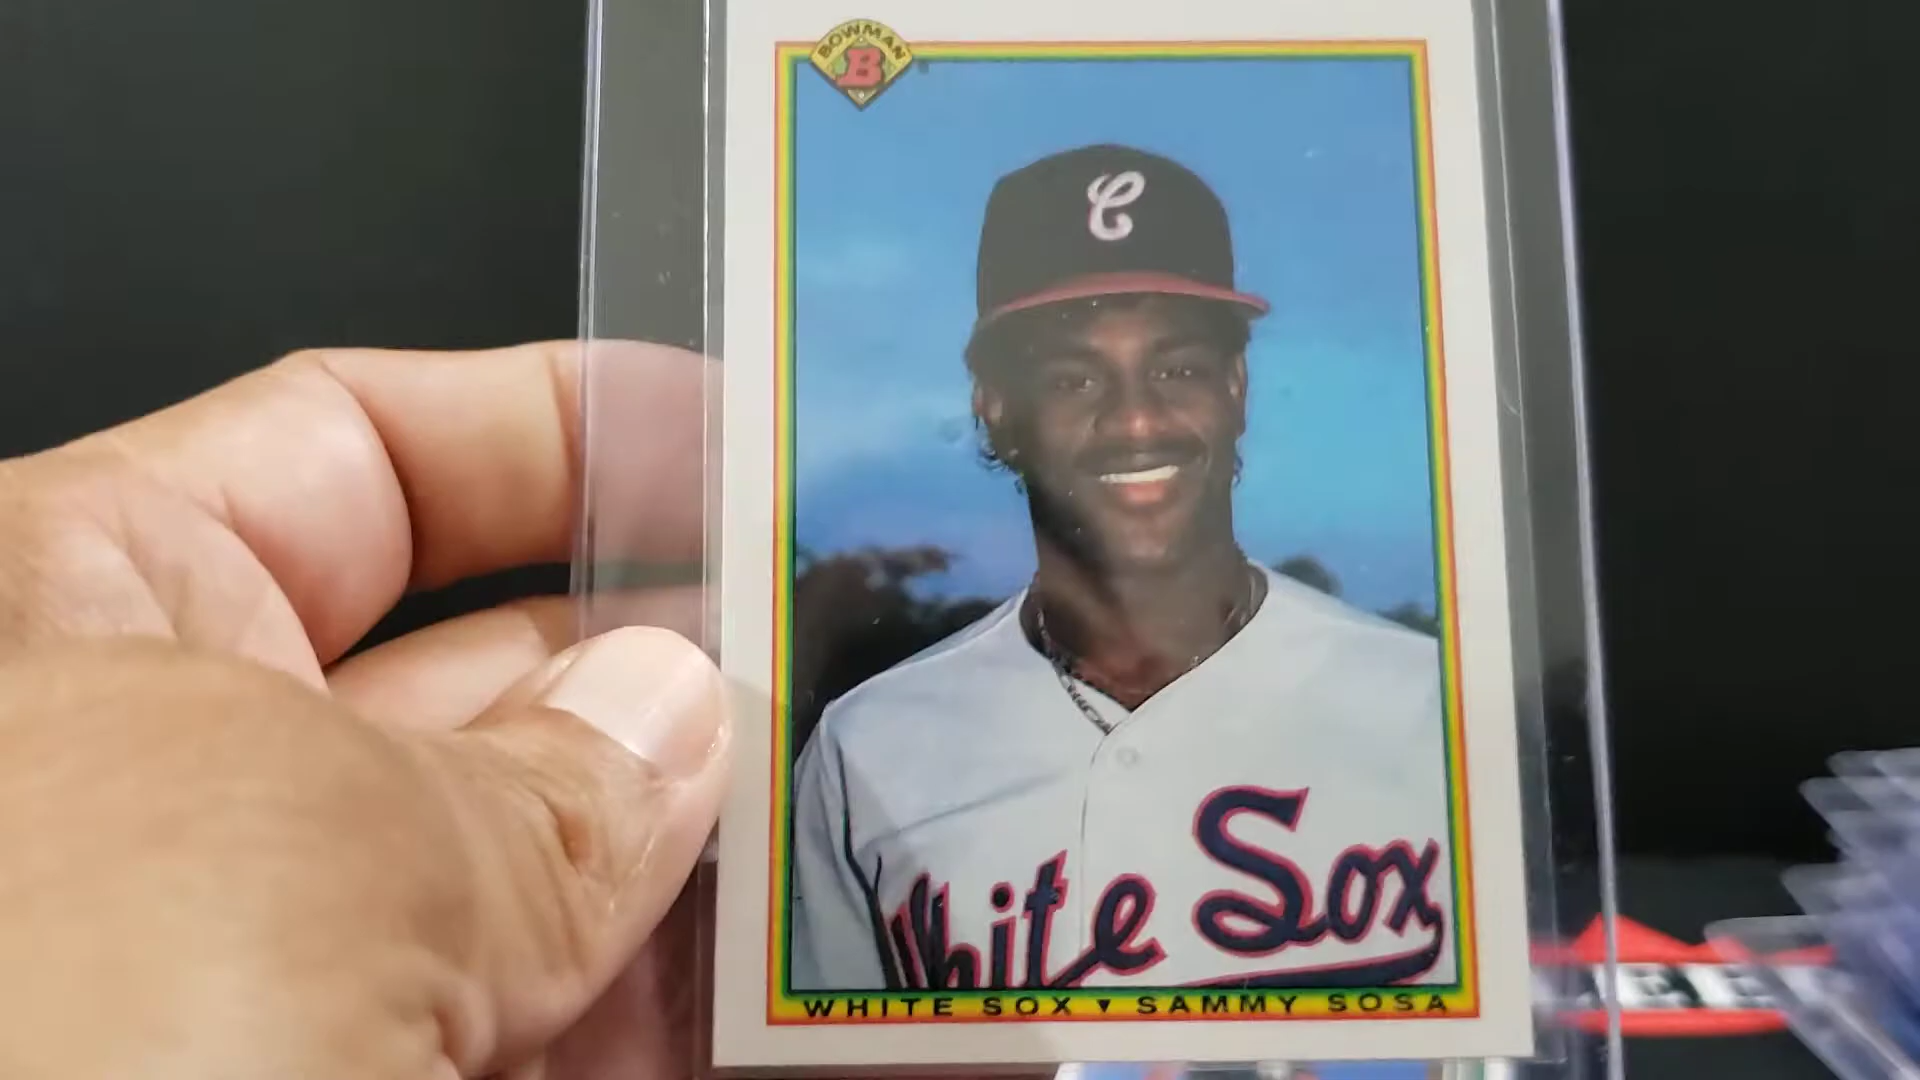 BOWMAN
B
C
White Sox
WHITE SOX ▼ SAMMY SOSA